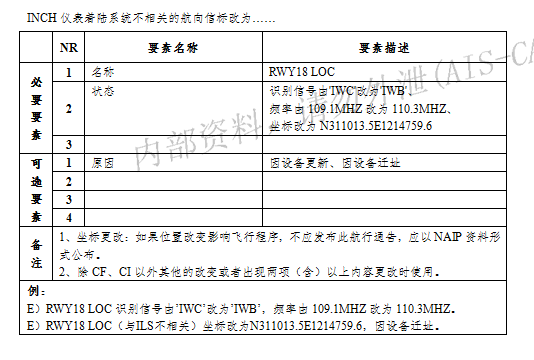 INCH 仪表着陆系统不相关的航向信标改为……
NR 要素名称 要素描述
必要要素
1 名称 RWY18 LOC
2 状态 识别信号由'IWC'改为'IWB'、
频率由 109.1MHZ 改为 110.3MHZ、
坐标改为 N311013.5E1214759.6
3
可选要素
1 原因 因设备更新、因设备迁址
2
3
4
备注
1、坐标更改：如果位置改变影响飞行程序，不应发布此航行通告，应以 NAIP 资料形
式公布。
2、除 CF、CI 以外其他的改变或者出现两项（含）以上内容更改时使用。
例：
E）RWY18 LOC 识别信号由'IWC'改为'IWB'，频率由 109.1MHZ 改为 110.3MHZ。
E）RWY18 LOC（与ILS不相关）坐标改为N311013.5E1214759.6，因设备迁址。
内部资料，请勿外泄(AIS-CA